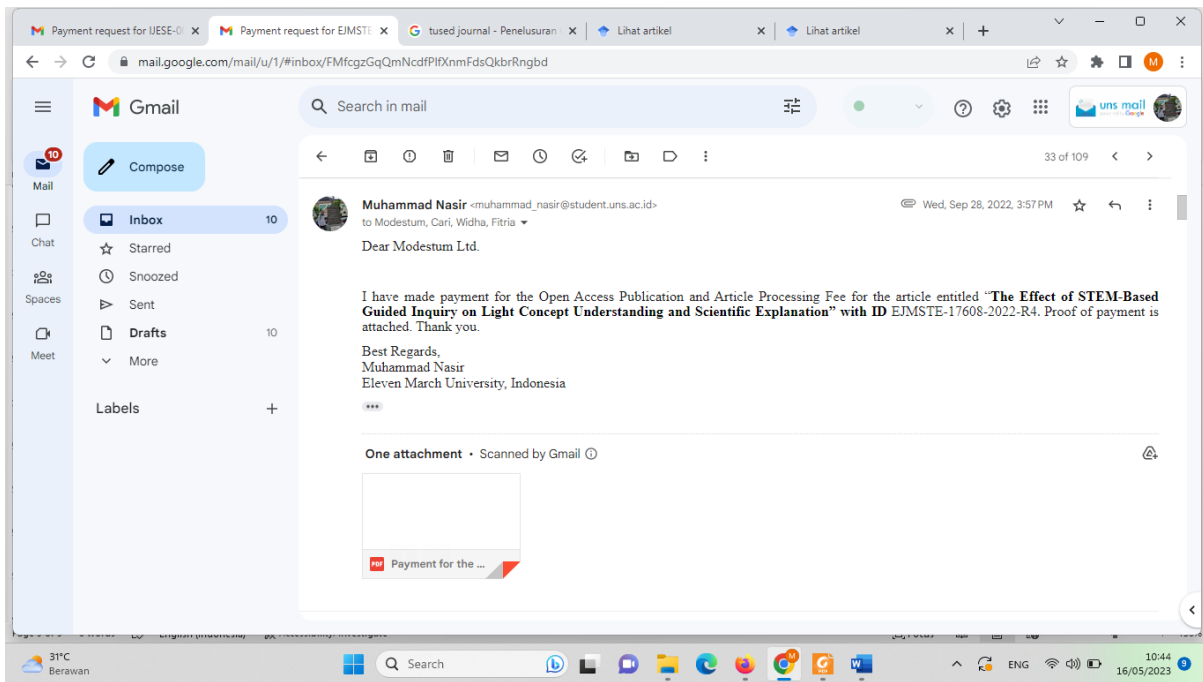 Payment request for IJESE-0
Payment request for EJMSTE
tused journal - Penelusuran
Lihat artikel
Lihat artikel
mail.google.com/mail/u/1/#inbox/FMfcgzGqQmNcdfPlfXnmFdsQkbrRngbd
M
Gmail
Search in mail
uns mail
10
Mail
Chat
Spaces
Meet
Compose
Inbox 10
Starred
Snoozed
Sent
Drafts 10
More
Labels
33 of 109
Muhammad Nasir <muhammad_nasir@student.uns.ac.id>
Wed, Sep 28, 2022, 3:57 PM
to Modestum, Cari, Widha, Fitria
Dear Modestum Ltd.
I have made payment for the Open Access Publication and Article Processing Fee for the article entitled “The Effect of STEM-Based
Guided Inquiry on Light Concept Understanding and Scientific Explanation” with ID EJMSTE-17608-2022-R4. Proof of payment is
attached. Thank you.
Best Regards,
Muhammad Nasir
Eleven March University, Indonesia
One attachment • Scanned by Gmail
PDF Payment for the ...
31°C
Berawan
Search
ENG
10:44
16/05/2023
9